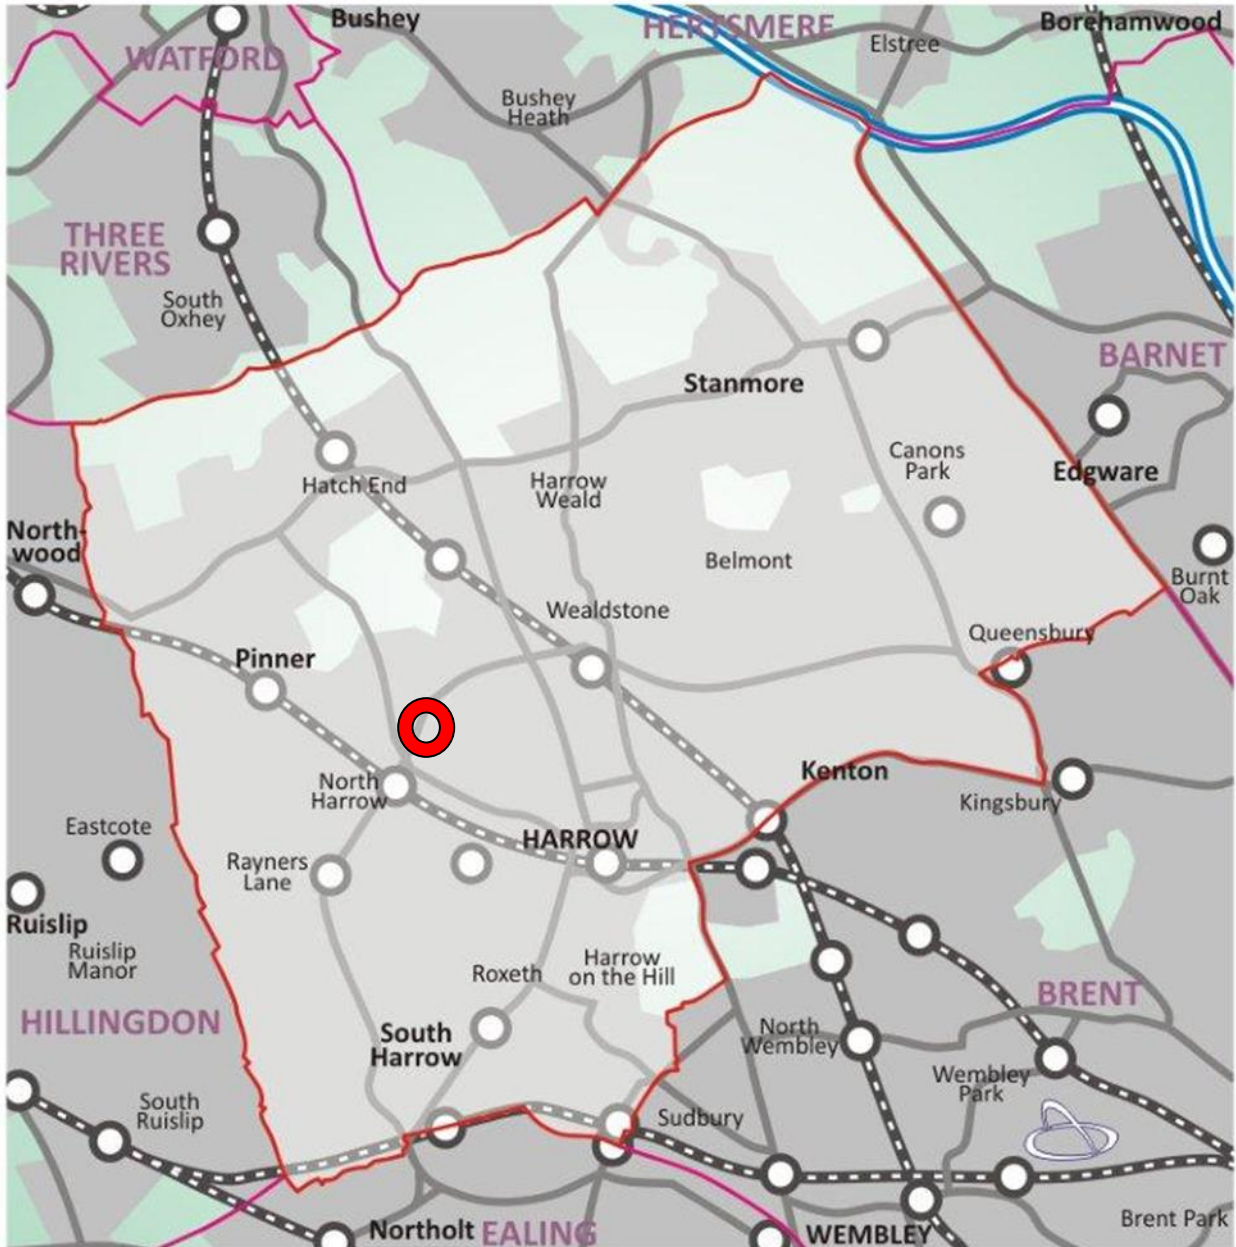 Bushey
HERTSMERE
Borehamwood
Elstree
WATFORD
Bushey
Heath
THREE
RIVERS
South
Oxhey
BARNET
Stanmore
Canons
Park
Edgware
Hatch End
Harrow
Weald
North-
wood
Belmont
Burnt
Oak
Wealdstone
Queensbury
Pinner
North
Harrow
Kenton
Kingsbury
Eastcote
HARROW
Rayners
Lane
Ruislip
Ruislip
Manor
Roxeth
Harrow
on the Hill
HILLINGDON
BRENT
South
Harrow
North
Wembley
Wembley
Park
South
Ruislip
Sudbury
Northolt
EALING
WEMBLEY
Brent Park